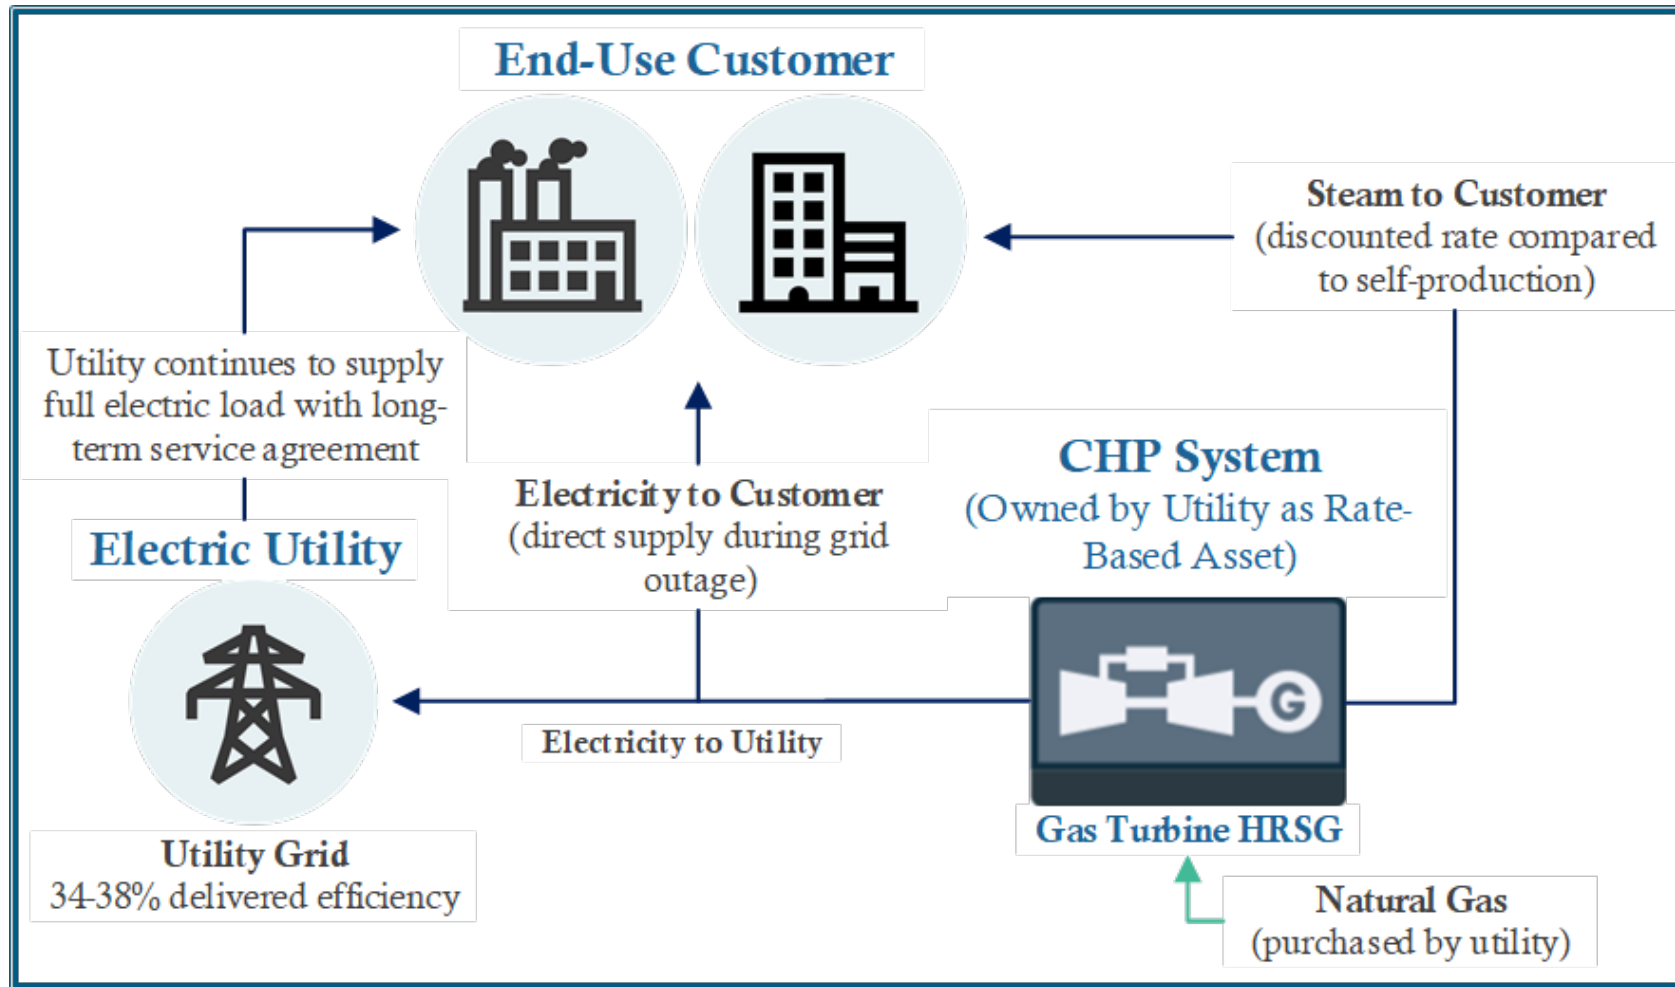 End-Use Customer
Steam to Customer
(discounted rate compared
to self-production)
Utility continues to supply
full electric load with long-
term service agreement
Electricity to Customer
(direct supply during grid
outage)
CHP System
(Owned by Utility as Rate-
Based Asset)
Electric Utility
G
Electricity to Utility
Gas Turbine HRSG
Utility Grid
34-38% delivered efficiency
Natural Gas
(purchased by utility)